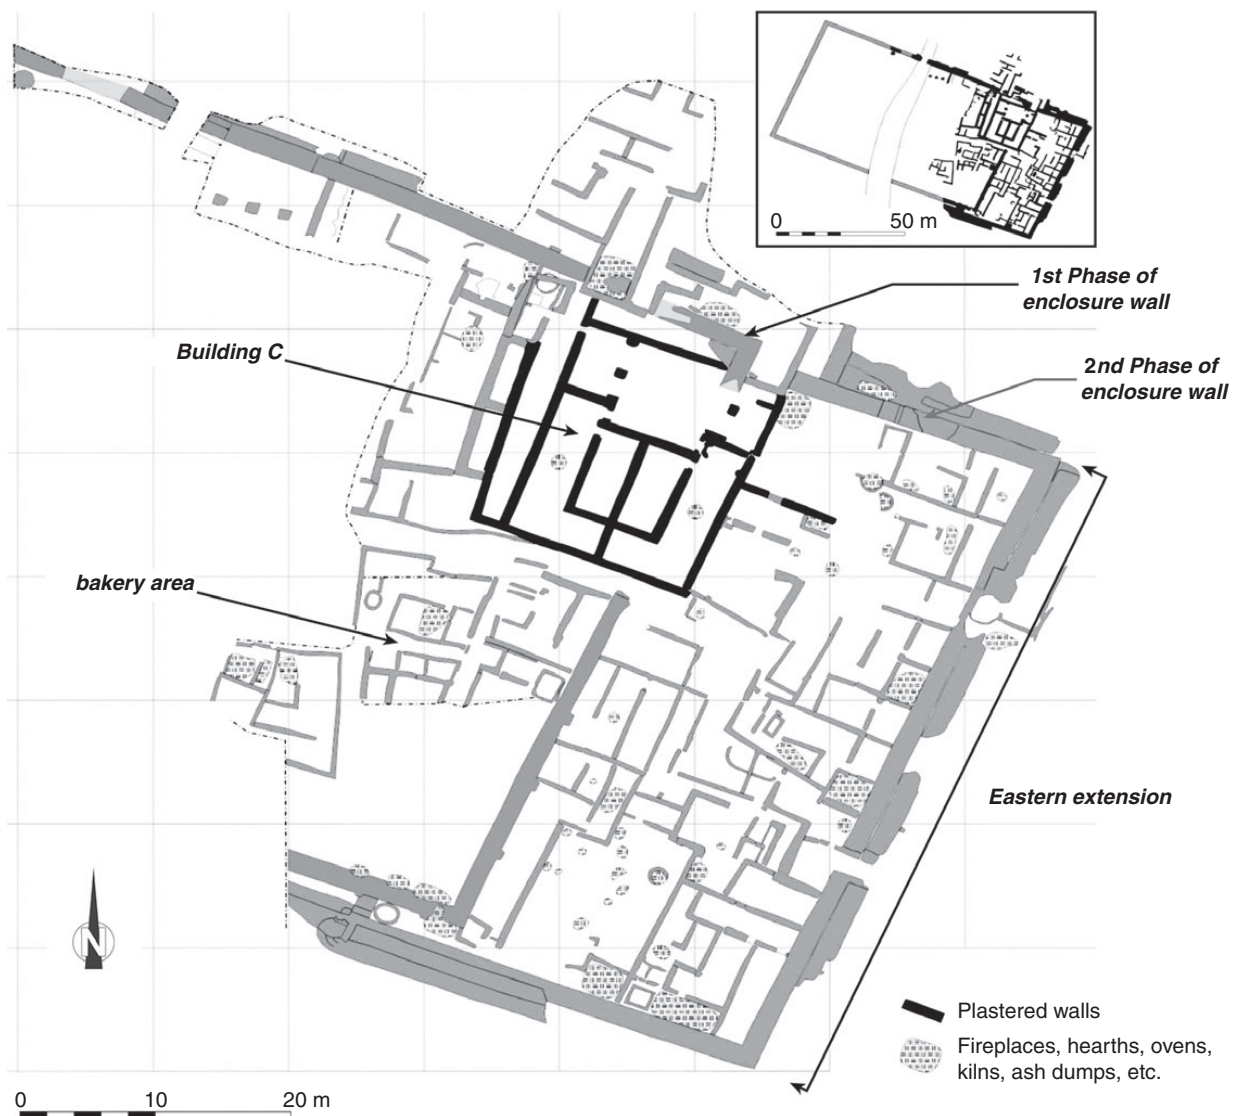 0
50 m
1st Phase of
enclosure wall
Building C
2nd Phase of
enclosure wall
bakery area
Eastern extension
N
Plastered walls
Fireplaces, hearths, ovens,
kilns, ash dumps, etc.
0
10
20 m